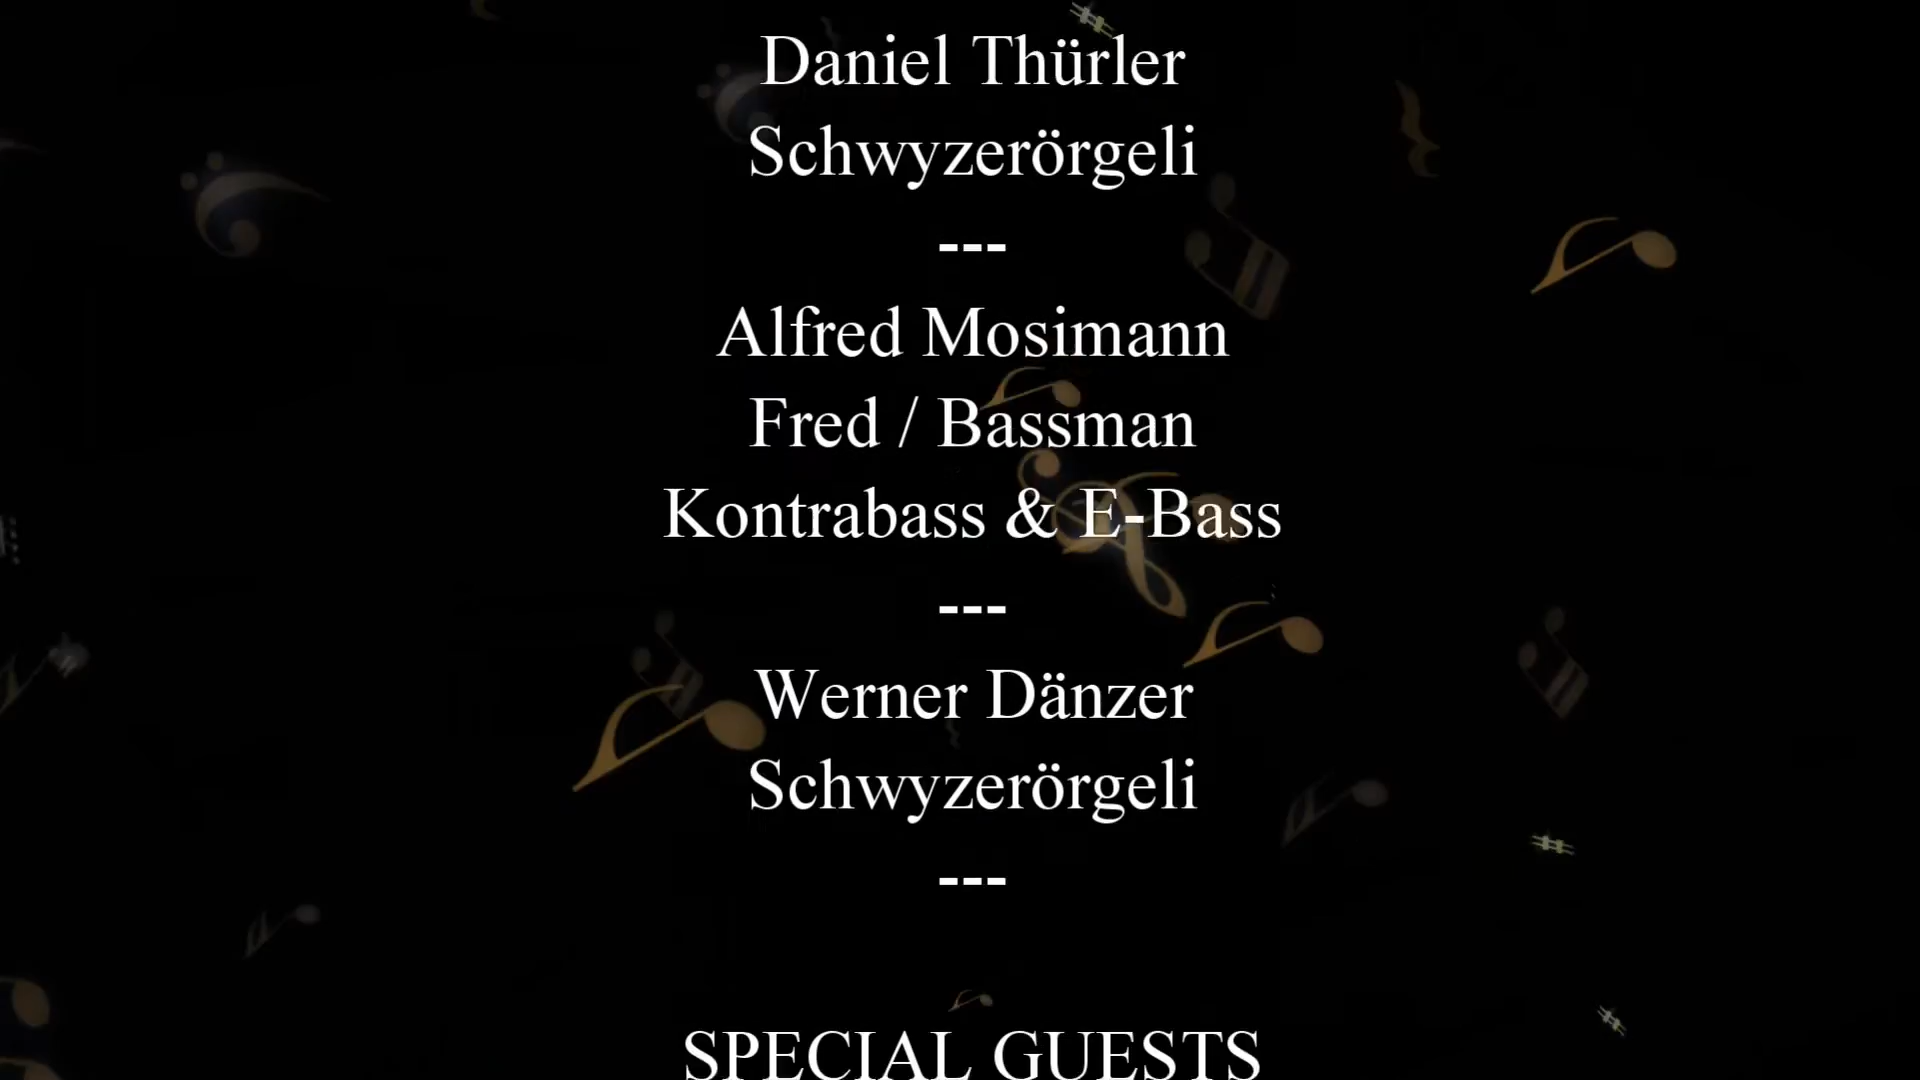 Daniel Thürler
Schwyzerörgeli
---
Alfred Mosimann
Fred / Bassman
Kontrabass & E-Bass
---
Werner Dänzer
Schwyzerörgeli
---
SPECIAL GUESTS